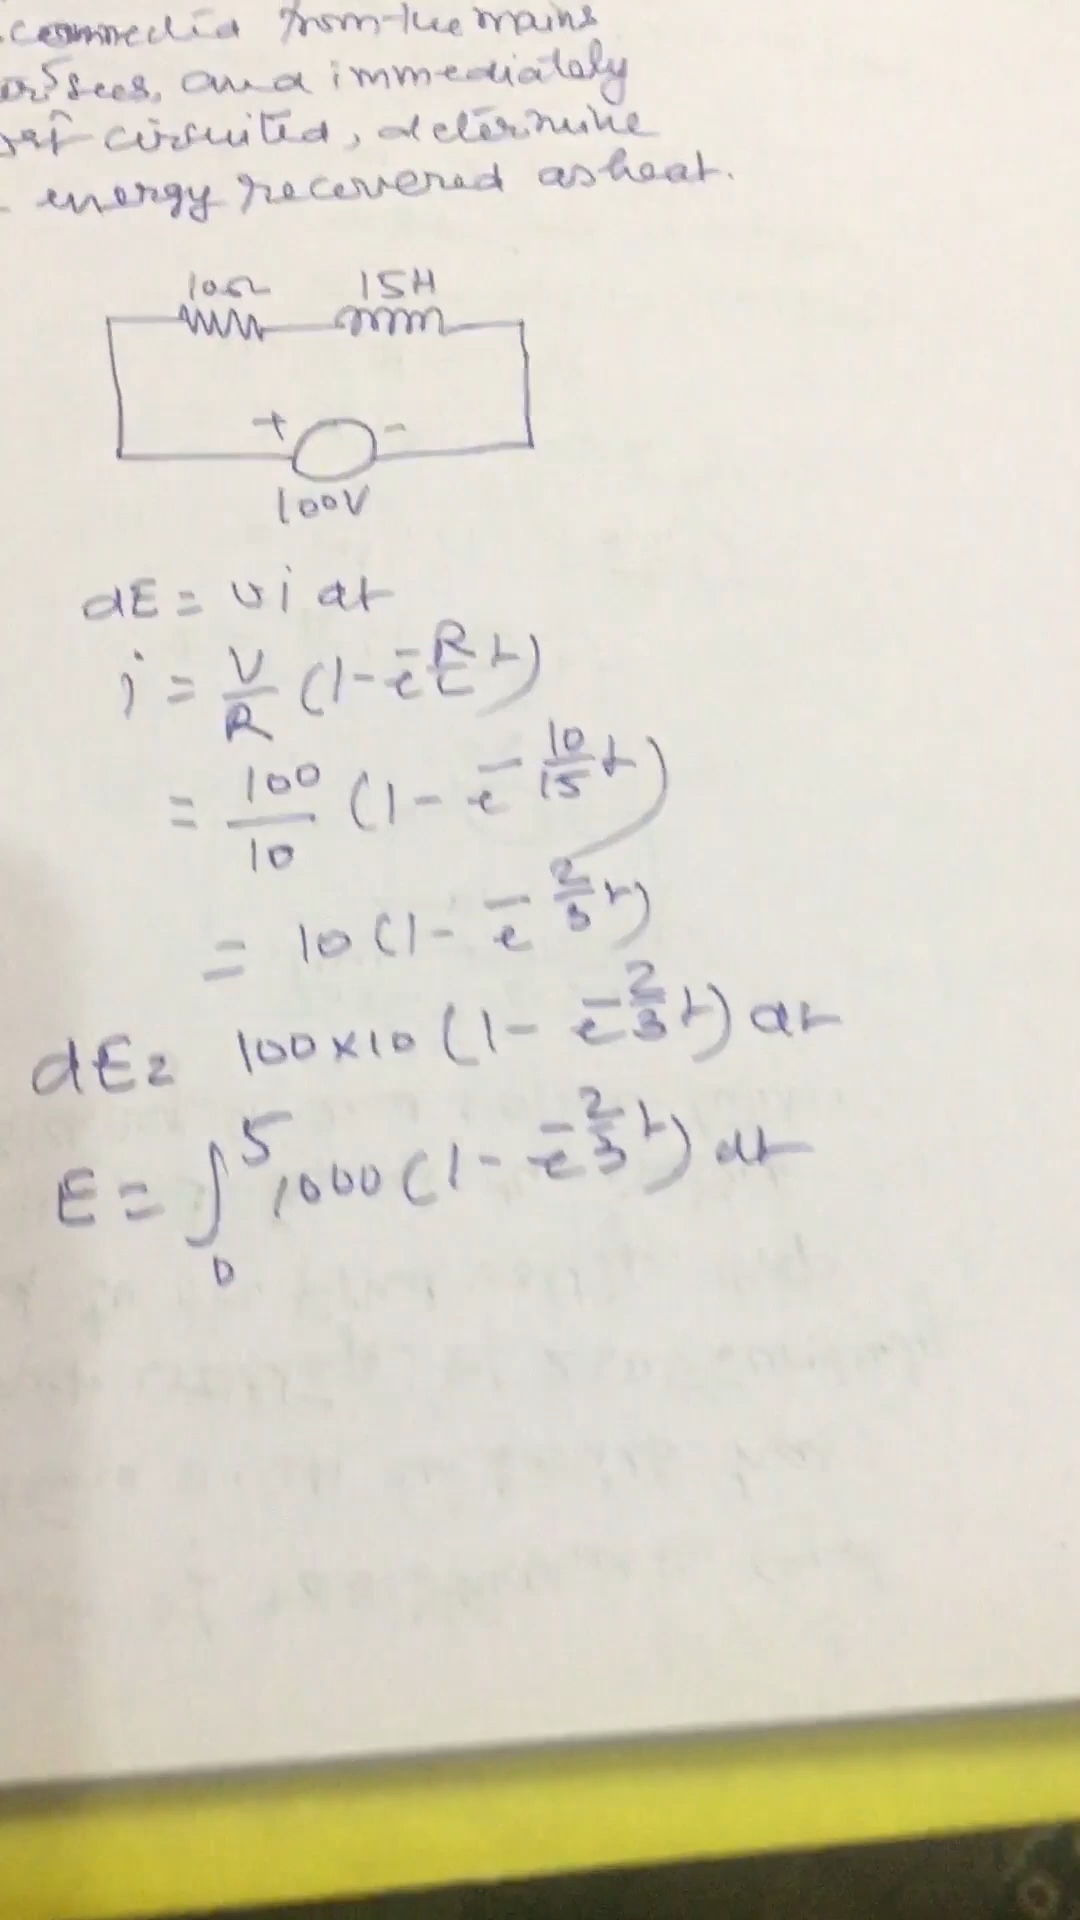 from the mains
secs, and immediately
circuited, determine
energy recovered as heat.
10Ω 15H
+ -
100V
dE = vi dt
i = V/R (1 - e^-R/L t)
= 100/10 (1 - e^-10/15 t)
= 10 (1 - e^-2/3 t)
dE = 100×10 (1 - e^-2/3 t) dt
E = ∫_0^5 1000 (1 - e^-2/3 t) dt